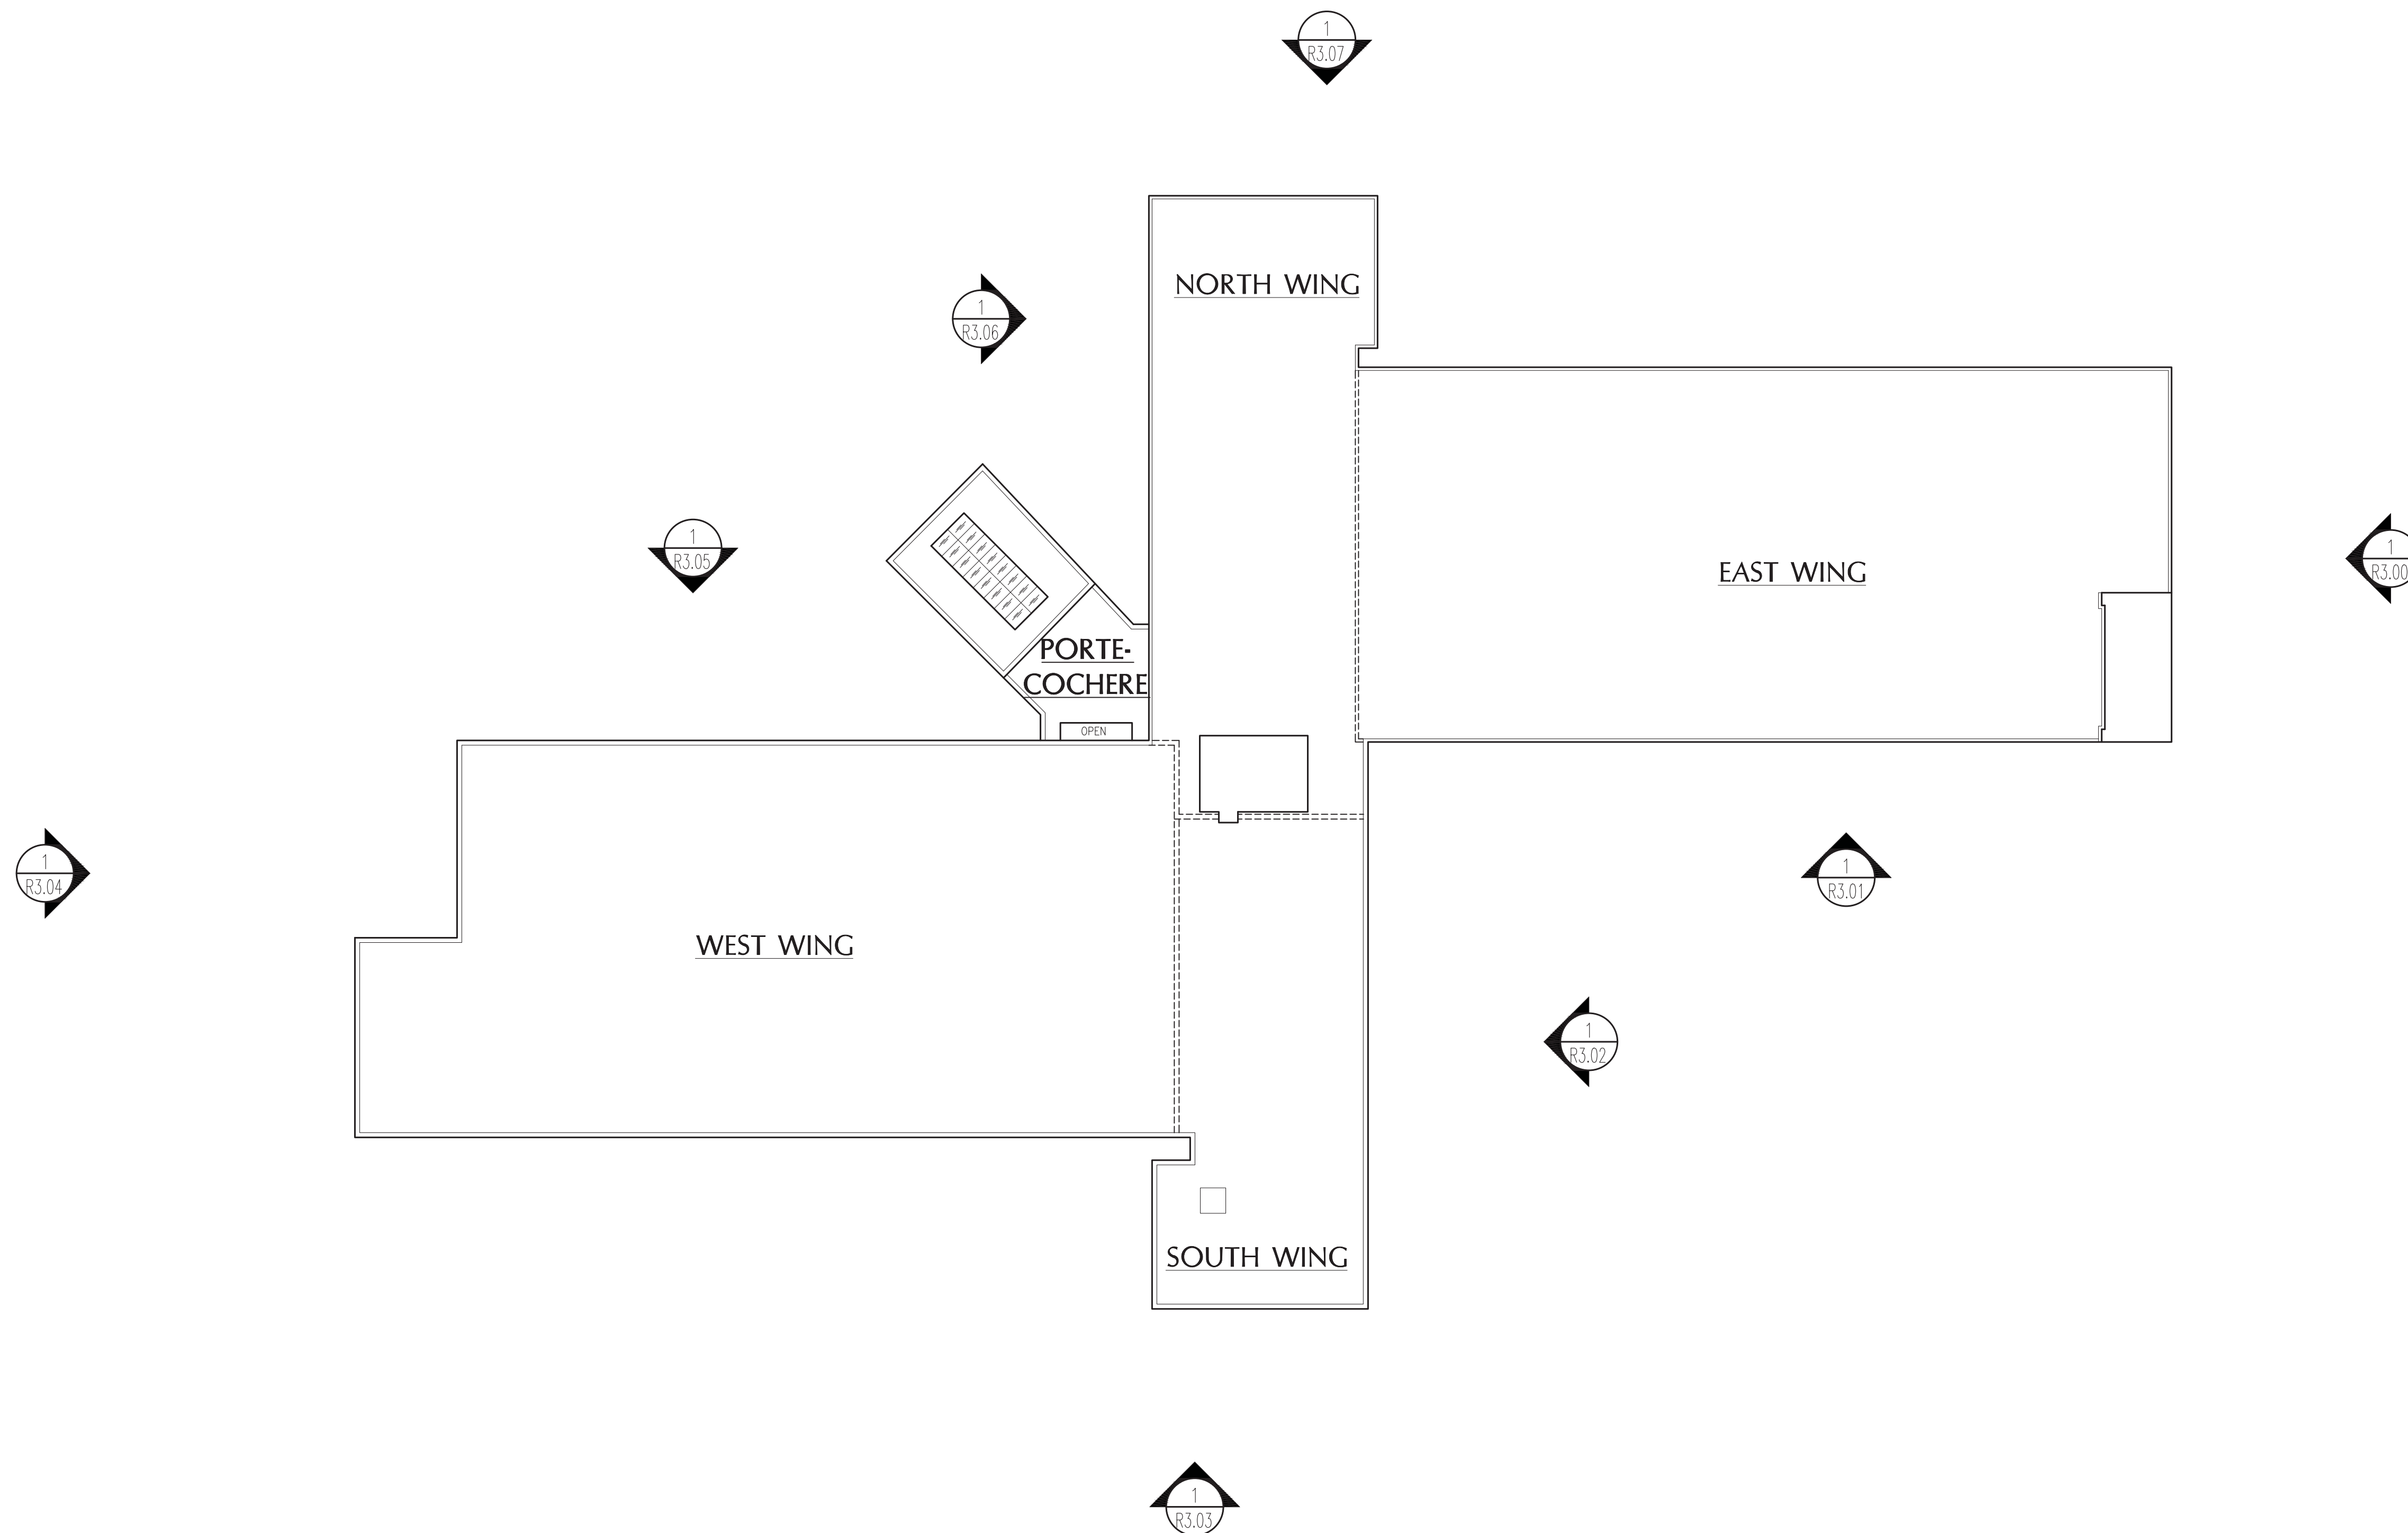 1
R3.07
NORTH WING
1
R3.06
1
R3.05
EAST WING
1
R3.00
PORTE-
COCHERE
OPEN
1
R3.04
WEST WING
1
R3.01
1
R3.02
SOUTH WING
1
R3.03